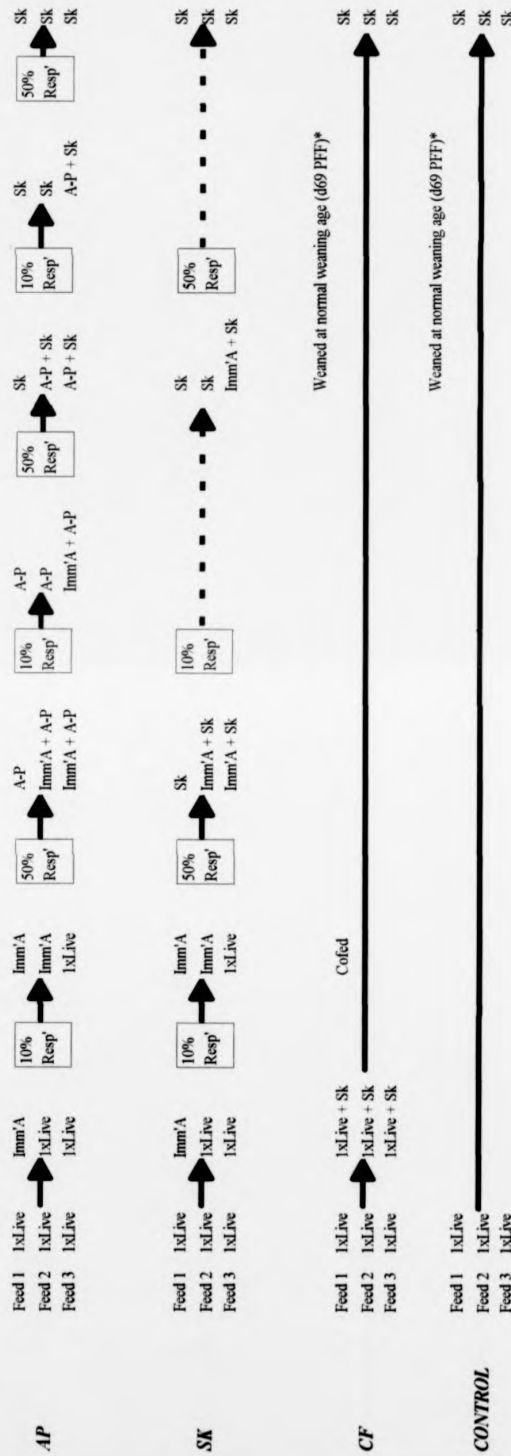 AP
Feed 1 1xLive Imm'A Imm'A A-P A-P Sk Sk Sk
Feed 2 1xLive 1xLive 10% Resp' Imm'A 50% Resp' Imm'A + A-P 10% Resp' A-P 50% Resp' A-P + Sk 10% Resp' Sk 50% Resp' Sk
Feed 3 1xLive 1xLive 1xLive Imm'A + A-P Imm'A + A-P A-P + Sk A-P + Sk Sk
SK
Feed 1 1xLive Imm'A Imm'A Sk Sk Sk
Feed 2 1xLive 1xLive 10% Resp' Imm'A 50% Resp' Imm'A + Sk 10% Resp' Sk 50% Resp' Sk
Feed 3 1xLive 1xLive 1xLive Imm'A + Sk Imm'A + Sk Sk
CF
Cofed
Weaned at normal weaning age (d69 PFF)*
Feed 1 1xLive 1xLive + Sk Sk
Feed 2 1xLive 1xLive + Sk Sk
Feed 3 1xLive 1xLive + Sk Sk
CONTROL
Weaned at normal weaning age (d69 PFF)*
Feed 1 1xLive Sk
Feed 2 1xLive Sk
Feed 3 1xLive Sk